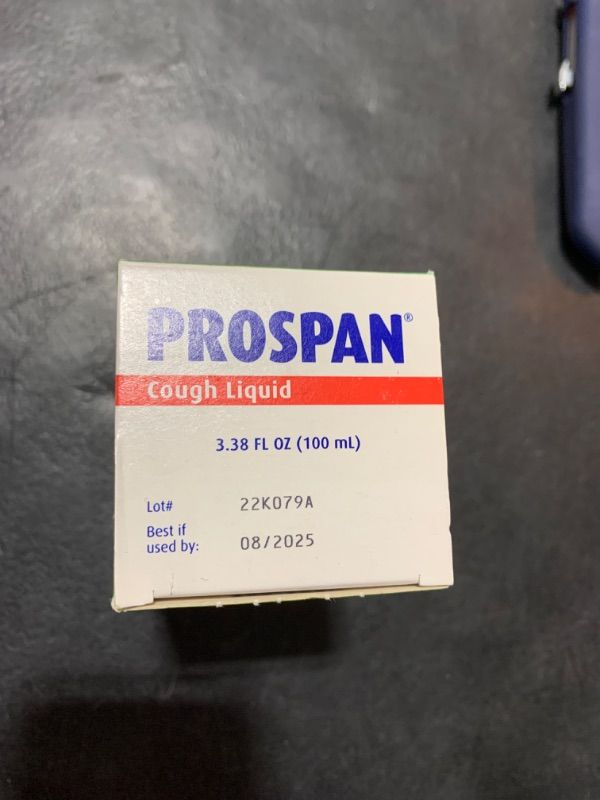 PROSPAN®
Cough Liquid
3.38 FL OZ (100 mL)
Lot# 22K079A
Best if
used by: 08/2025